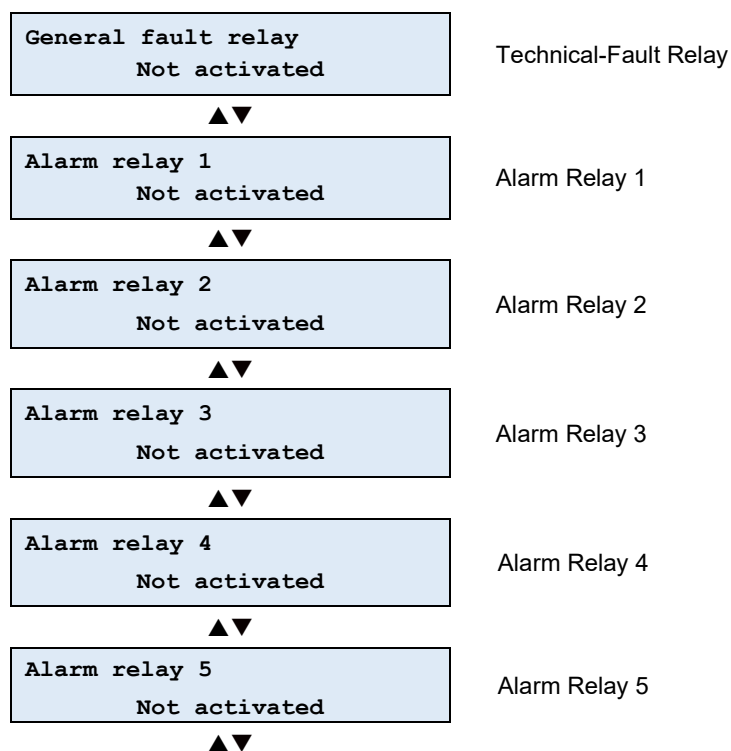 General fault relay
Not activated
Technical-Fault Relay
▲▼
Alarm relay 1
Not activated
Alarm Relay 1
▲▼
Alarm relay 2
Not activated
Alarm Relay 2
▲▼
Alarm relay 3
Not activated
Alarm Relay 3
▲▼
Alarm relay 4
Not activated
Alarm Relay 4
▲▼
Alarm relay 5
Not activated
Alarm Relay 5
▲▼